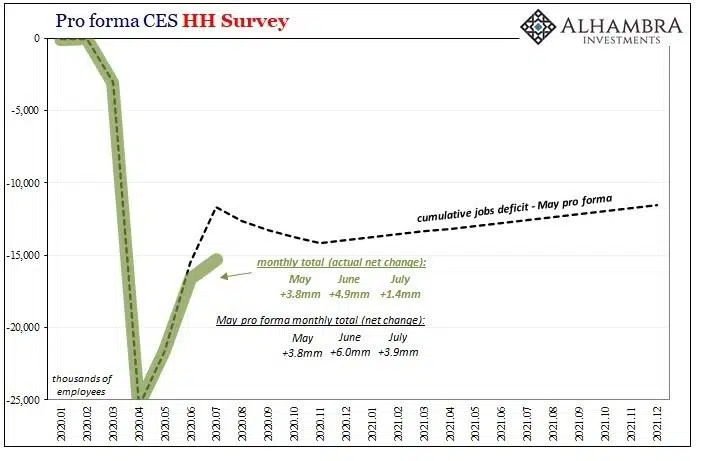 Pro forma CES HH Survey
ALHAMBRA
INVESTMENTS
0
-5,000
-10,000
-15,000
-20,000
-25,000
cumulative jobs deficit - May pro forma
monthly total (actual net change):
May June July
+3.8mm +4.9mm +1.4mm
May pro forma monthly total (net change):
May June July
+3.8mm +6.0mm +3.9mm
thousands of
employees
2020.01
2020.02
2020.03
2020.04
2020.05
2020.06
2020.07
2020.08
2020.09
2020.10
2020.11
2020.12
2021.01
2021.02
2021.03
2021.04
2021.05
2021.06
2021.07
2021.08
2021.09
2021.10
2021.11
2021.12